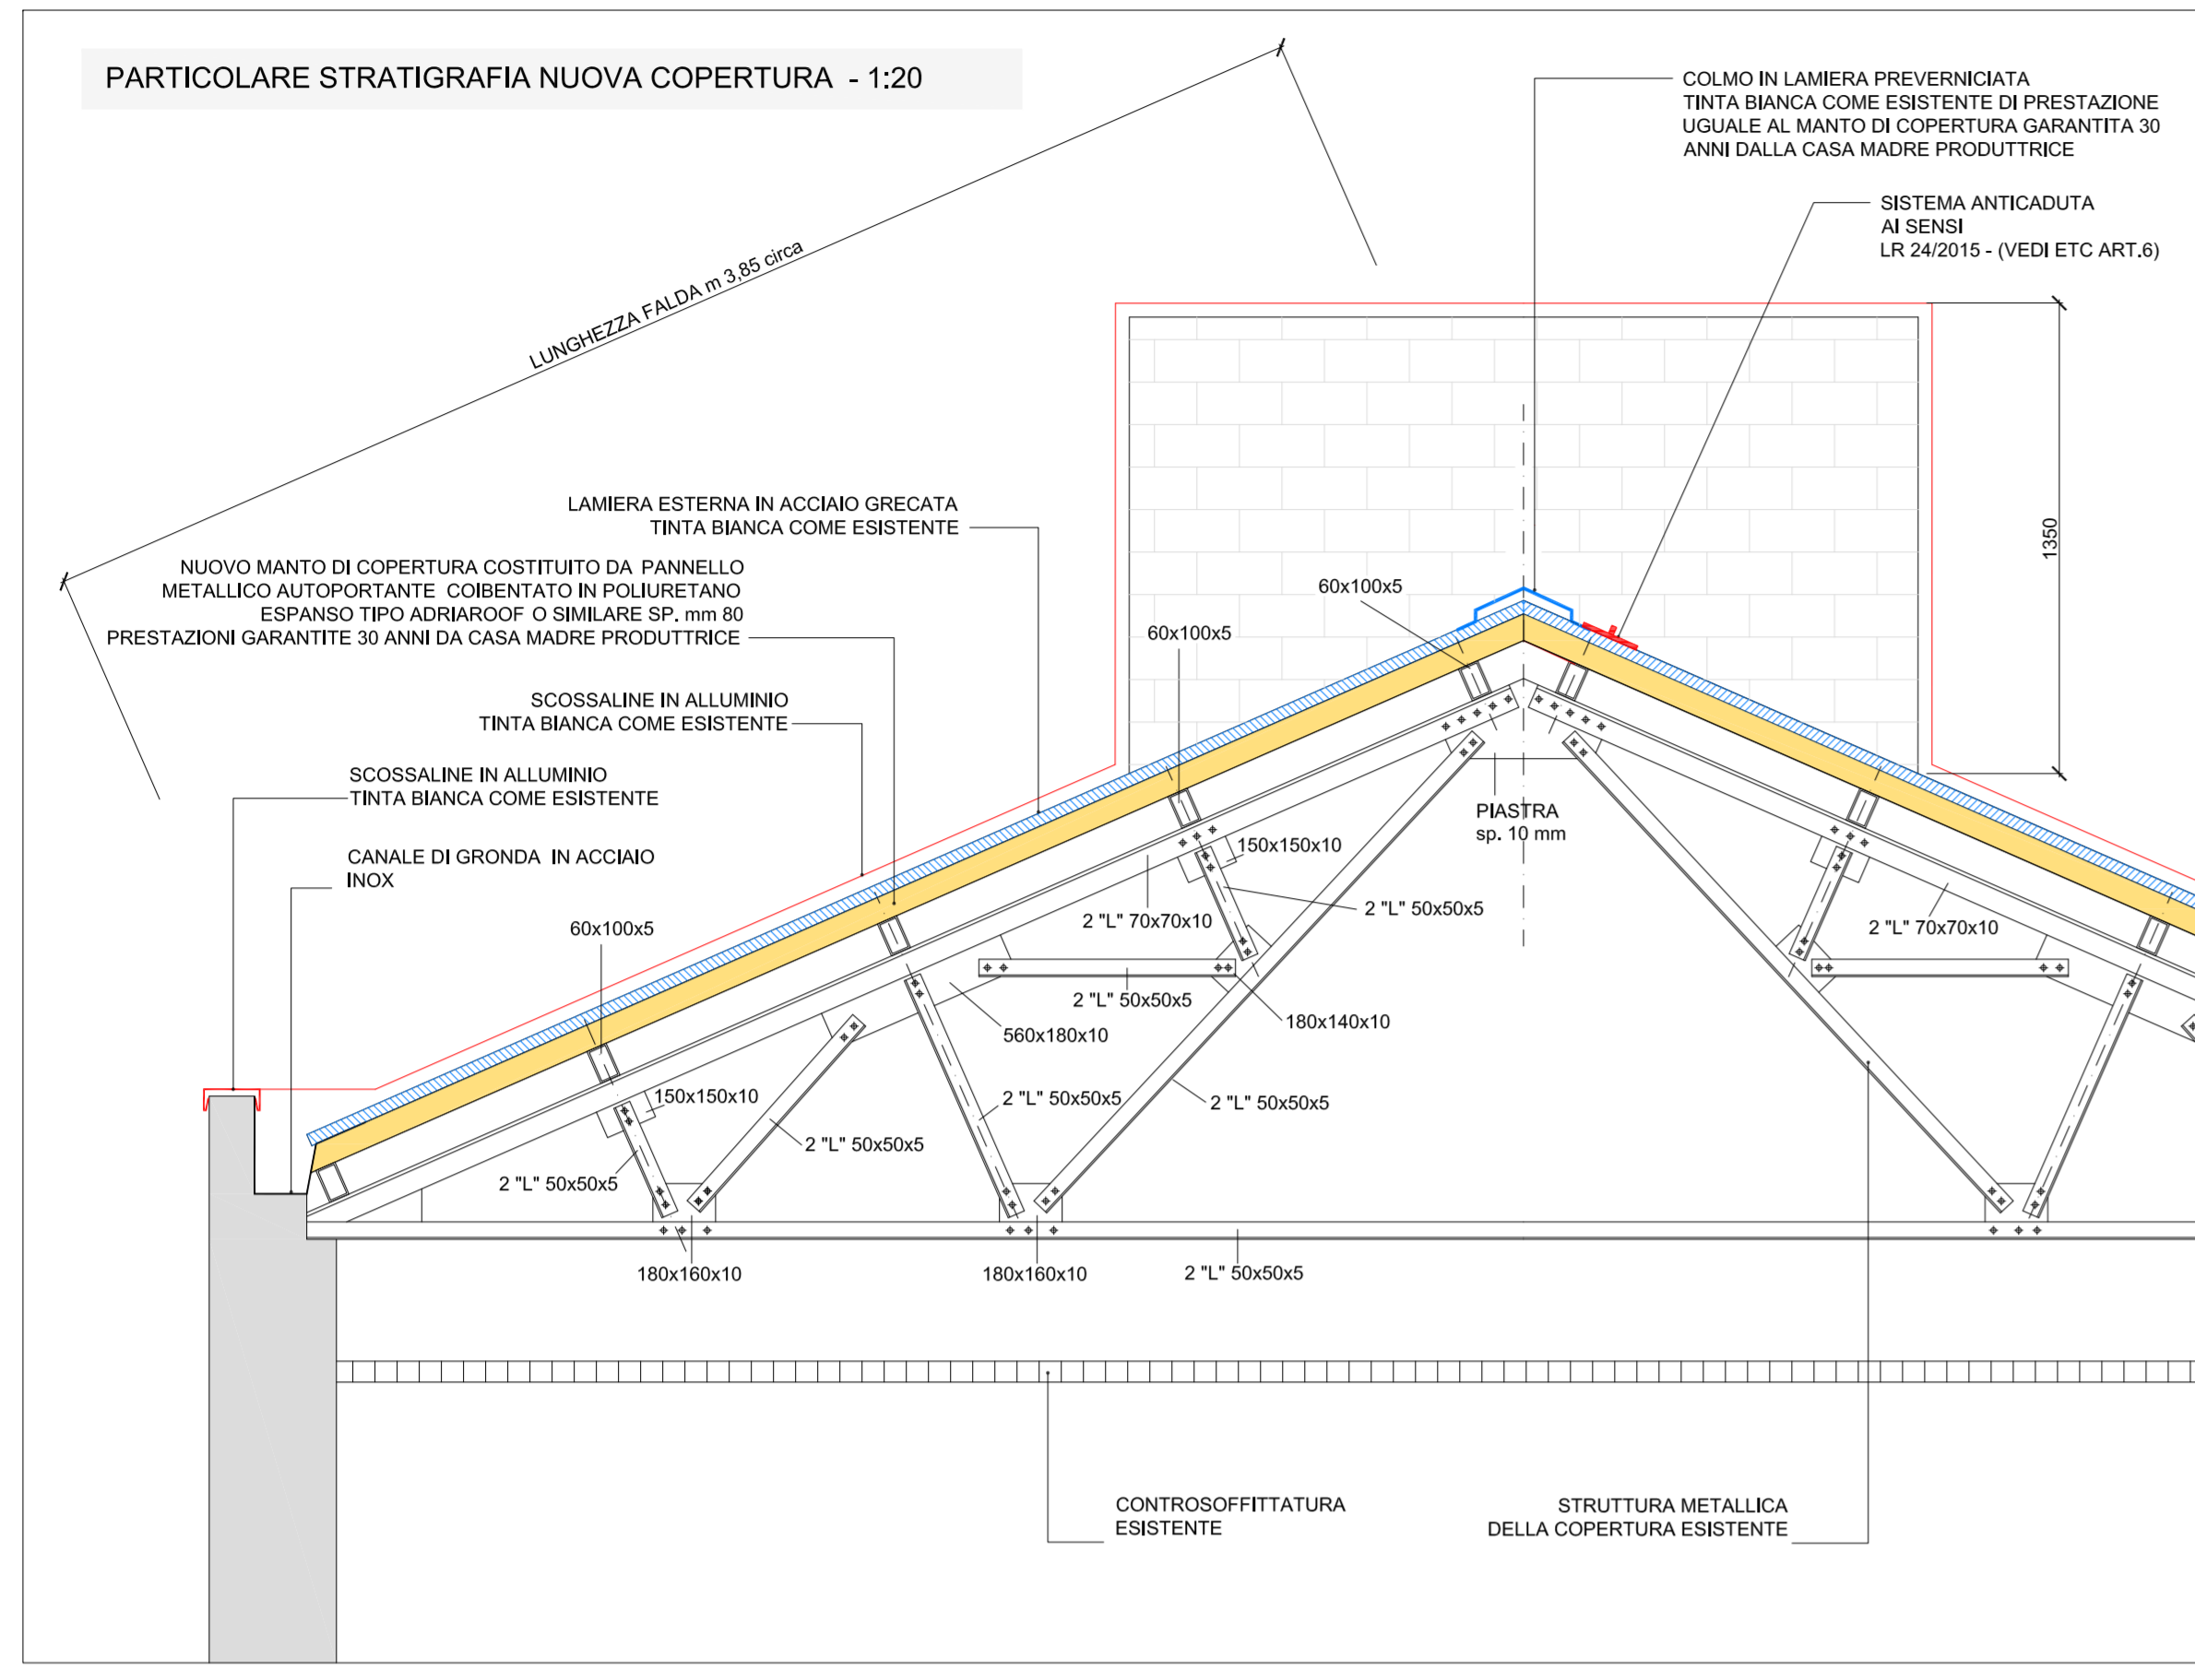 PARTICOLARE STRATIGRAFIA NUOVA COPERTURA - 1:20
COLMO IN LAMIERA PREVERNICIATA
TINTA BIANCA COME ESISTENTE DI PRESTAZIONE
UGUALE AL MANTO DI COPERTURA GARANTITA 30
ANNI DALLA CASA MADRE PRODUTTRICE
SISTEMA ANTICADUTA
AI SENSI
LR 24/2015 - (VEDI ETC ART.6)
LUNGHEZZA FALDA m 3,85 circa
LAMIERA ESTERNA IN ACCIAIO GRECATA
TINTA BIANCA COME ESISTENTE
1350
NUOVO MANTO DI COPERTURA COSTITUITO DA PANNELLO
METALLICO AUTOPORTANTE COIBENTATO IN POLIURETANO
ESPANSO TIPO ADRIAROOF O SIMILARE SP. mm 80
PRESTAZIONI GARANTITE 30 ANNI DA CASA MADRE PRODUTTRICE
60x100x5
60x100x5
SCOSSALINE IN ALLUMINIO
TINTA BIANCA COME ESISTENTE
SCOSSALINE IN ALLUMINIO
TINTA BIANCA COME ESISTENTE
PIASTRA
sp. 10 mm
CANALE DI GRONDA IN ACCIAIO
INOX
150x150x10
2 "L" 50x50x5
2 "L" 70x70x10
2 "L" 70x70x10
60x100x5
2 "L" 50x50x5
180x140x10
560x180x10
150x150x10
2 "L" 50x50x5
2 "L" 50x50x5
2 "L" 50x50x5
2 "L" 50x50x5
180x160x10
180x160x10
2 "L" 50x50x5
CONTROSOFFITTATURA
ESISTENTE
STRUTTURA METALLICA
DELLA COPERTURA ESISTENTE